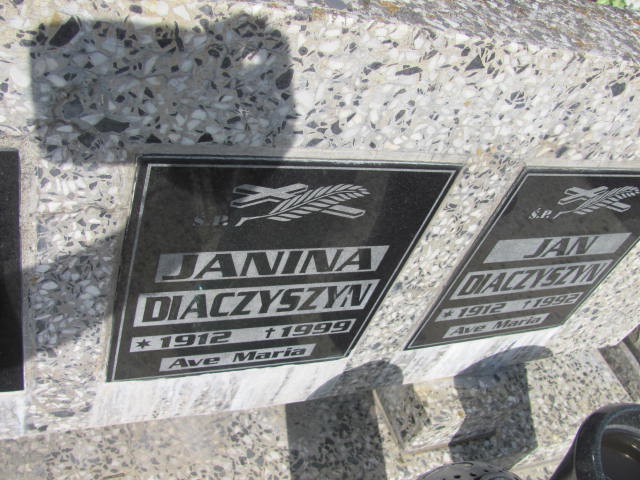 Ś.P.
JANINA
DIACZYSZYN
* 1912 † 1999
Ave Maria
Ś.P.
JAN
DIACZYSZYN
* 1912 † 1992
Ave Maria